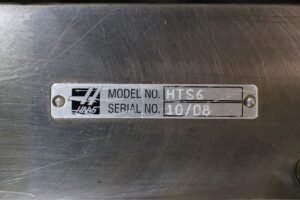 HAAS
MODEL NO. HTS6
SERIAL NO. 10/08